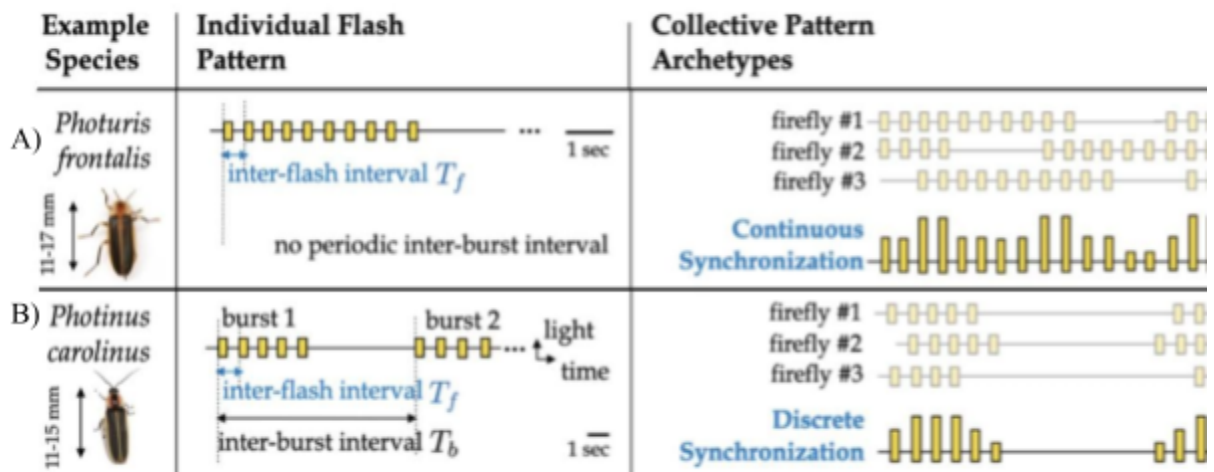 Example Species
Individual Flash Pattern
Collective Pattern Archetypes
A) Photuris frontalis
11-17 mm
... 1 sec
inter-flash interval Tf
no periodic inter-burst interval
firefly #1
firefly #2
firefly #3
Continuous
Synchronization
B) Photinus carolinus
11-15 mm
burst 1 burst 2
... light
time
inter-flash interval Tf
inter-burst interval Tb
1 sec
firefly #1
firefly #2
firefly #3
Discrete
Synchronization